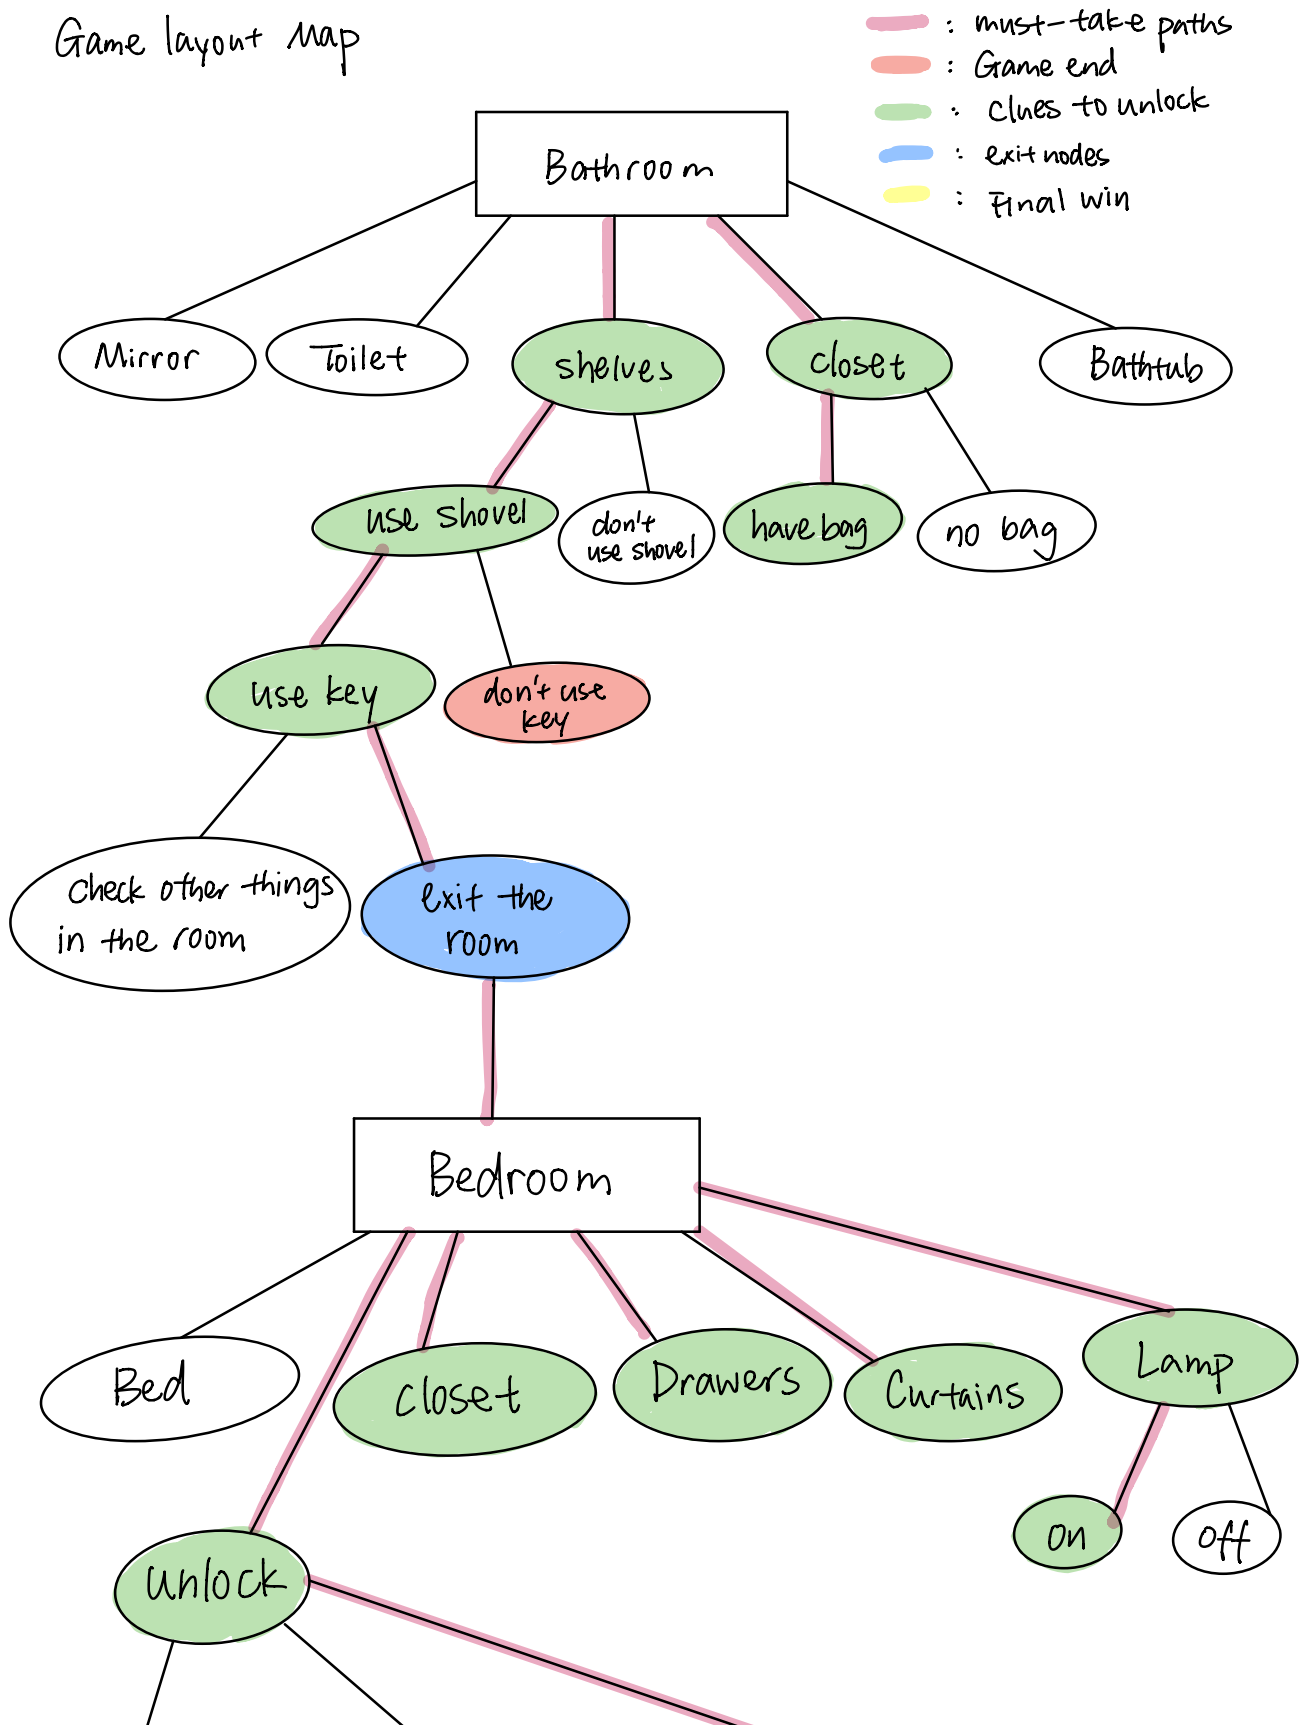 Game layout Map
: must-take paths
: Game end
: clues to unlock
: exit nodes
: Final win
Bathroom
Mirror
Toilet
shelves
closet
Bathtub
use shovel
don't
use shovel
have bag
no bag
use key
don't use
key
check other things
in the room
exit the
room
Bedroom
Bed
closet
Drawers
Curtains
Lamp
on
off
unlock